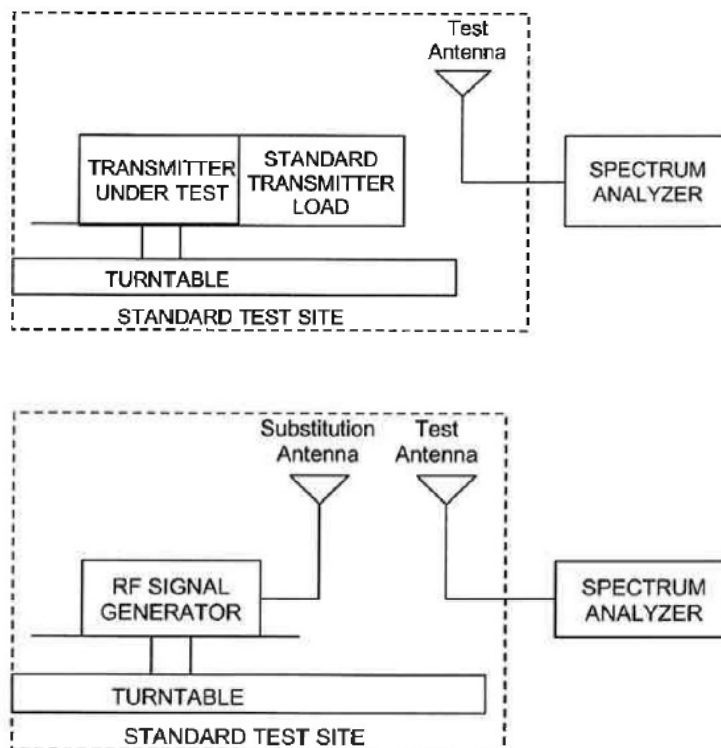 Test
Antenna
TRANSMITTER
UNDER TEST
STANDARD
TRANSMITTER
LOAD
SPECTRUM
ANALYZER
TURNTABLE
STANDARD TEST SITE
Substitution
Antenna
Test
Antenna
RF SIGNAL
GENERATOR
SPECTRUM
ANALYZER
TURNTABLE
STANDARD TEST SITE